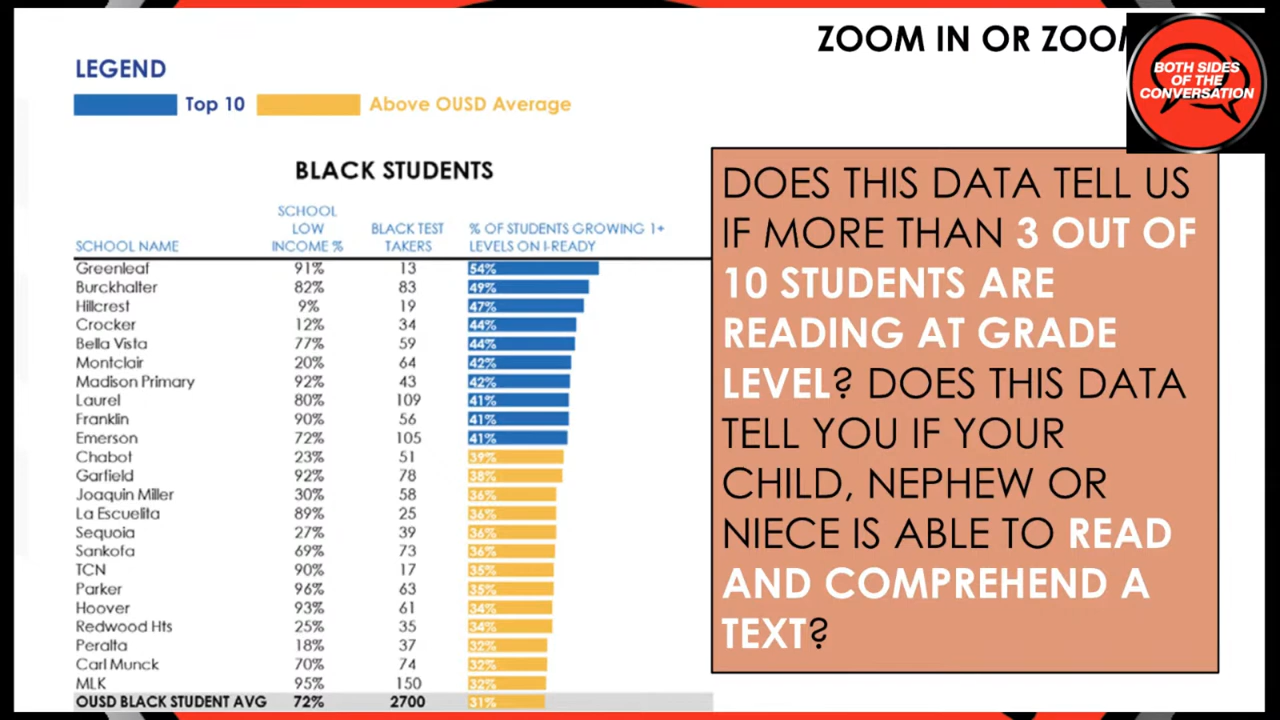 ZOOM IN OR ZOOM
BOTH SIDES
OF THE
CONVERSATION
LEGEND
Top 10
Above OUSD Average
BLACK STUDENTS
SCHOOL NAME SCHOOL LOW INCOME % BLACK TEST TAKERS % OF STUDENTS GROWING 1+ LEVELS ON I-READY
Greenleaf 91% 13 54%
Burckhalter 82% 83 49%
Hillcrest 9% 19 47%
Crocker 12% 34 44%
Bella Vista 77% 59 44%
Montclair 20% 64 42%
Madison Primary 92% 43 42%
Laurel 80% 109 41%
Franklin 90% 56 41%
Emerson 72% 105 41%
Chabot 23% 51 39%
Garfield 92% 78 38%
Joaquin Miller 30% 58 36%
La Escuelita 89% 25 36%
Sequoia 27% 39 36%
Sankofa 69% 73 36%
TCN 90% 17 35%
Parker 96% 63 35%
Hoover 93% 61 34%
Redwood Hts 25% 35 34%
Peralta 18% 37 32%
Carl Munck 70% 74 32%
MLK 95% 150 32%
OUSD BLACK STUDENT AVG 72% 2700 31%
DOES THIS DATA TELL US
IF MORE THAN 3 OUT OF
10 STUDENTS ARE
READING AT GRADE
LEVEL? DOES THIS DATA
TELL YOU IF YOUR
CHILD, NEPHEW OR
NIECE IS ABLE TO READ
AND COMPREHEND A
TEXT?